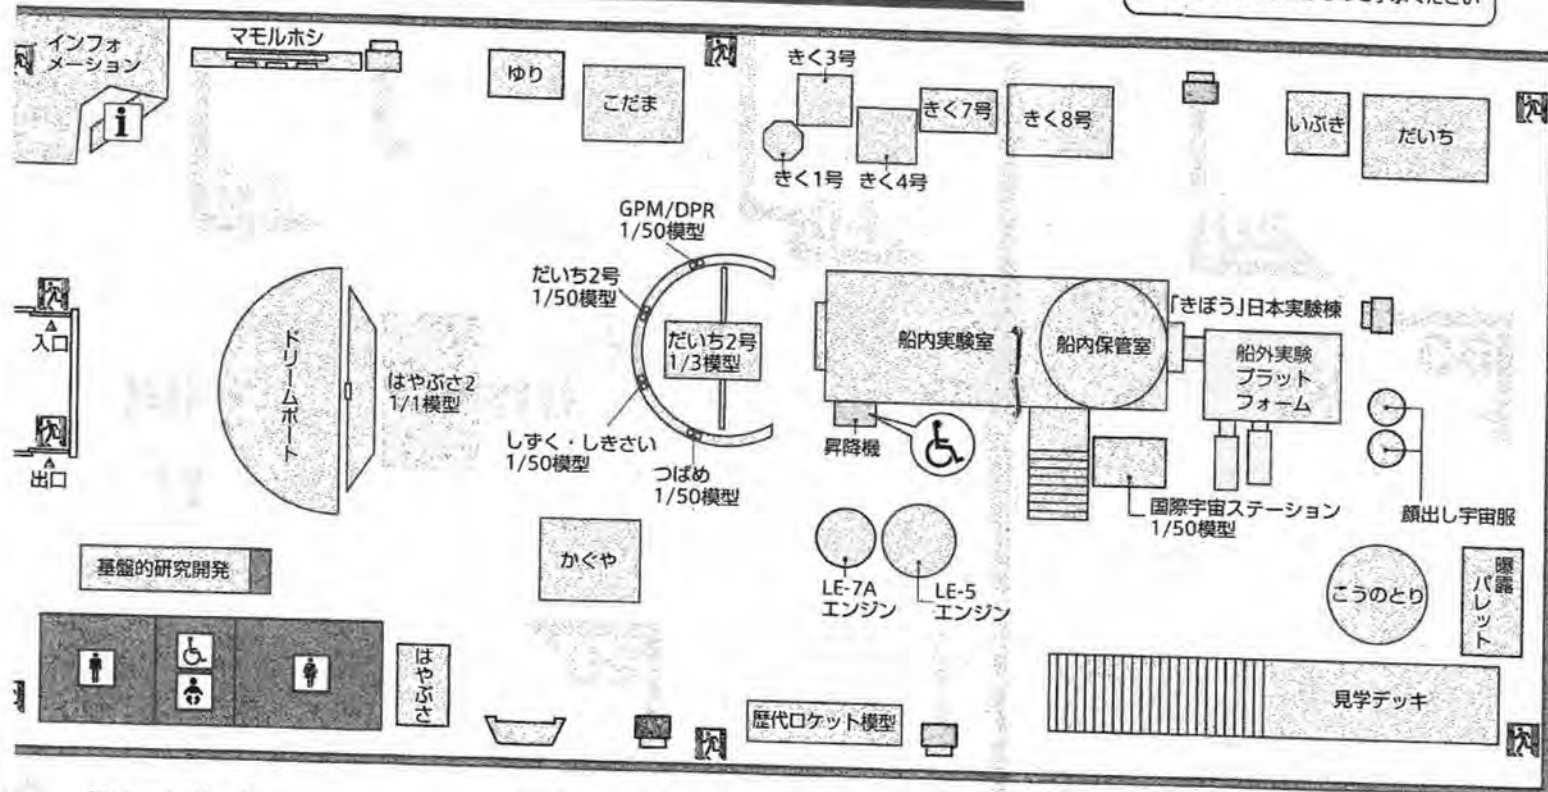 インフォ
メーション
i
マモルホシ
ゆり
こだま
きく3号
きく1号
きく4号
きく7号
きく8号
いぶき
だいち
入口
出口
ドリームポート
はやぶさ2
1/1模型
GPM/DPR
1/50模型
だいち2号
1/50模型
だいち2号
1/3模型
しずく・しきさい
1/50模型
つばめ
1/50模型
船内実験室
船内保管室
「きぼう」日本実験棟
船外実験
プラット
フォーム
昇降機
国際宇宙ステーション
1/50模型
顔出し宇宙服
基盤的研究開発
かぐや
LE-7A
エンジン
LE-5
エンジン
こうのとり
曝露
パレット
はやぶさ
歴代ロケット模型
見学デッキ